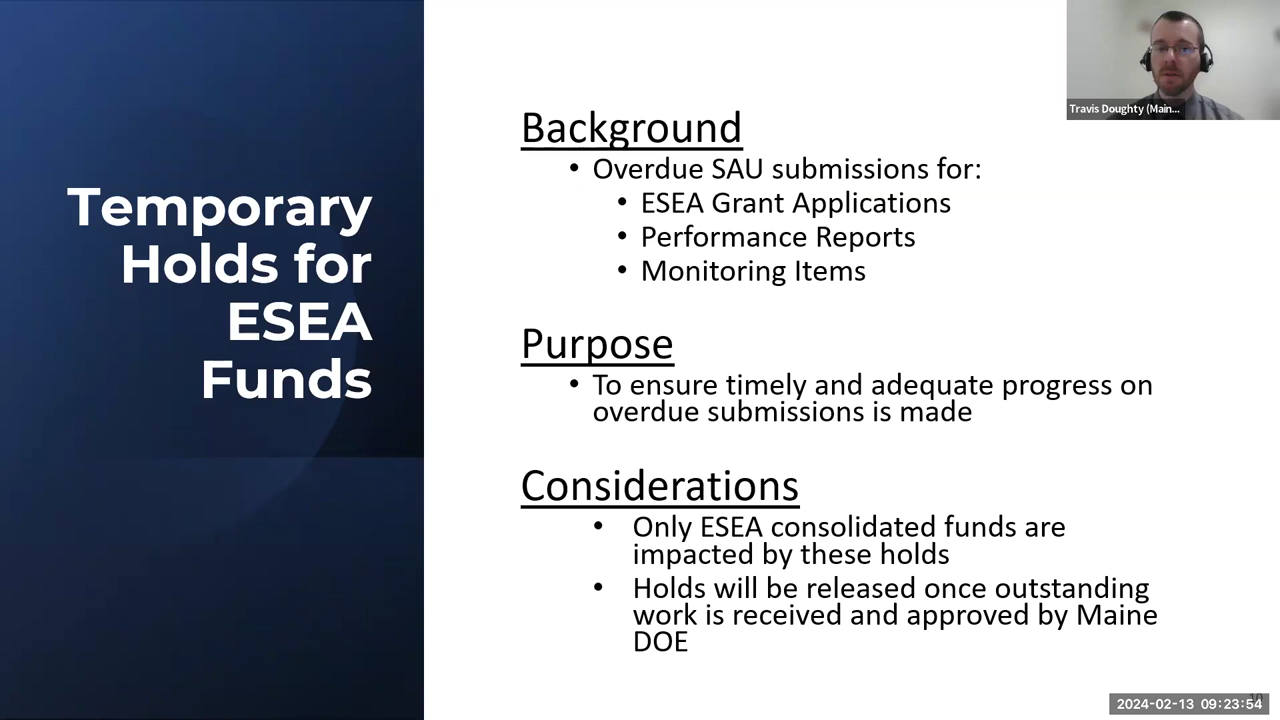 Temporary
Holds for
ESEA
Funds
Background
• Overdue SAU submissions for:
• ESEA Grant Applications
• Performance Reports
• Monitoring Items
Purpose
• To ensure timely and adequate progress on
overdue submissions is made
Considerations
• Only ESEA consolidated funds are
impacted by these holds
• Holds will be released once outstanding
work is received and approved by Maine
DOE
Travis Doughty (Main...
10
2024-02-13 09:23:54